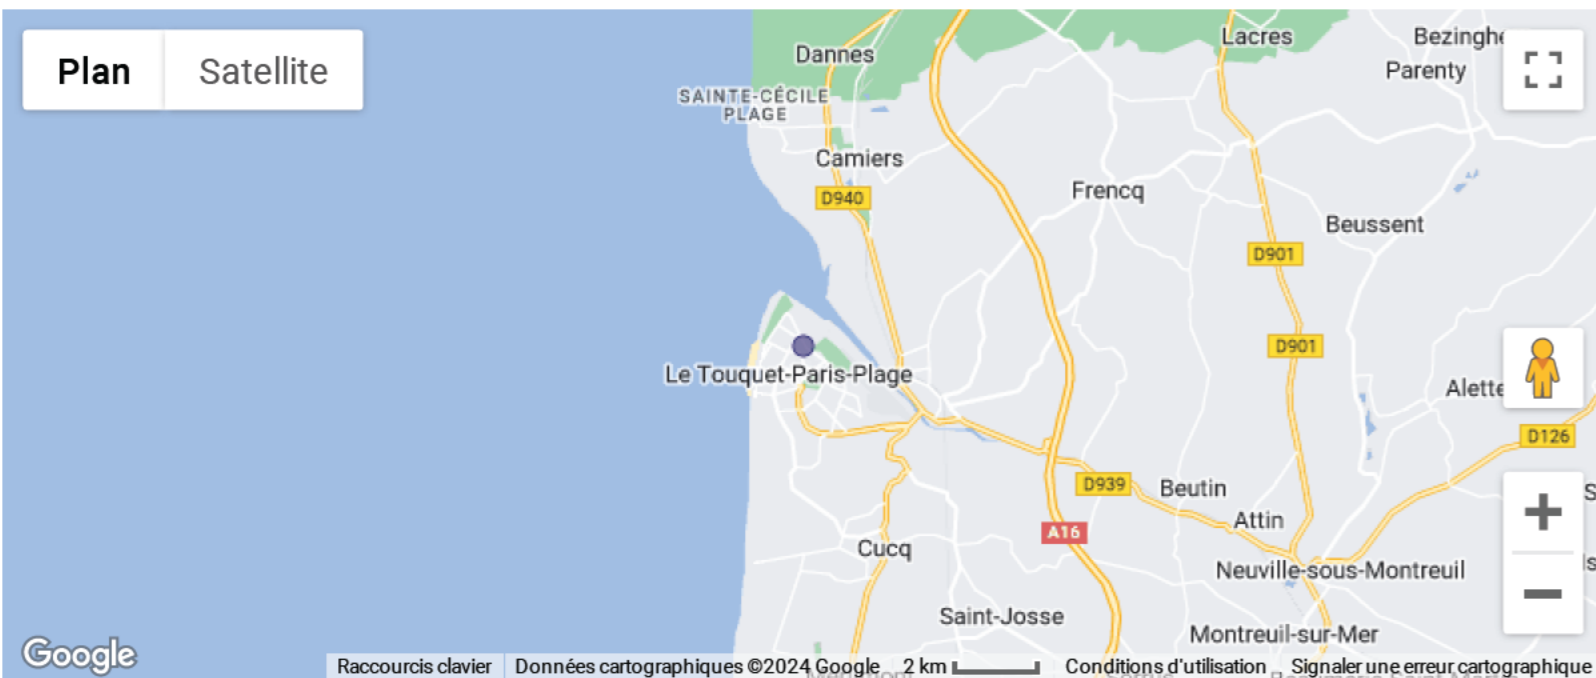 Plan
Satellite
Dannes
Lacres
Bezinghe
Parenty
SAINTE-CÉCILE
PLAGE
Camiers
D940
Frencq
Beussent
D901
D901
Le Touquet-Paris-Plage
Alette
D126
D939
Beutin
A16
Attin
Cucq
Neuville-sous-Montreuil
Saint-Josse
Montreuil-sur-Mer
Google
Raccourcis clavier
Données cartographiques ©2024 Google
2 km
Conditions d'utilisation
Signaler une erreur cartographique